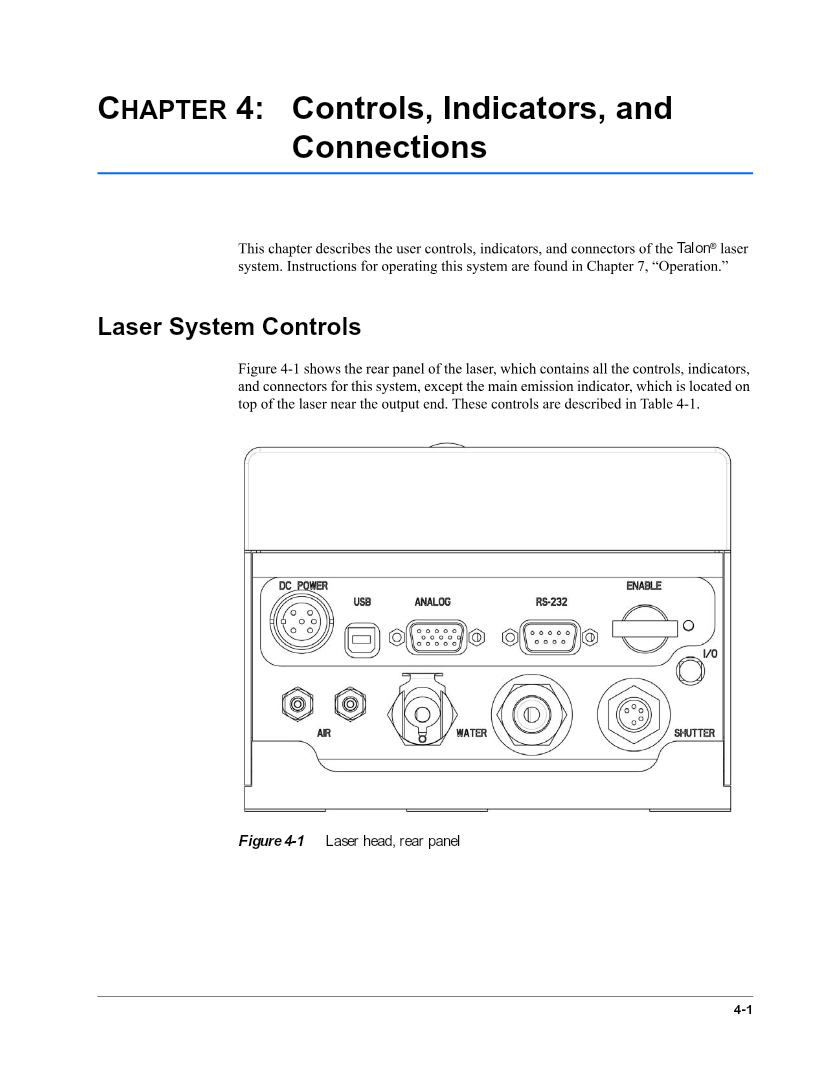 CHAPTER 4: Controls, Indicators, and
Connections
This chapter describes the user controls, indicators, and connectors of the Talon® laser
system. Instructions for operating this system are found in Chapter 7, “Operation.”
Laser System Controls
Figure 4-1 shows the rear panel of the laser, which contains all the controls, indicators,
and connectors for this system, except the main emission indicator, which is located on
top of the laser near the output end. These controls are described in Table 4-1.
DC POWER
USB
ANALOG
RS-232
ENABLE
I/O
AIR
WATER
SHUTTER
Figure 4-1 Laser head, rear panel
4-1